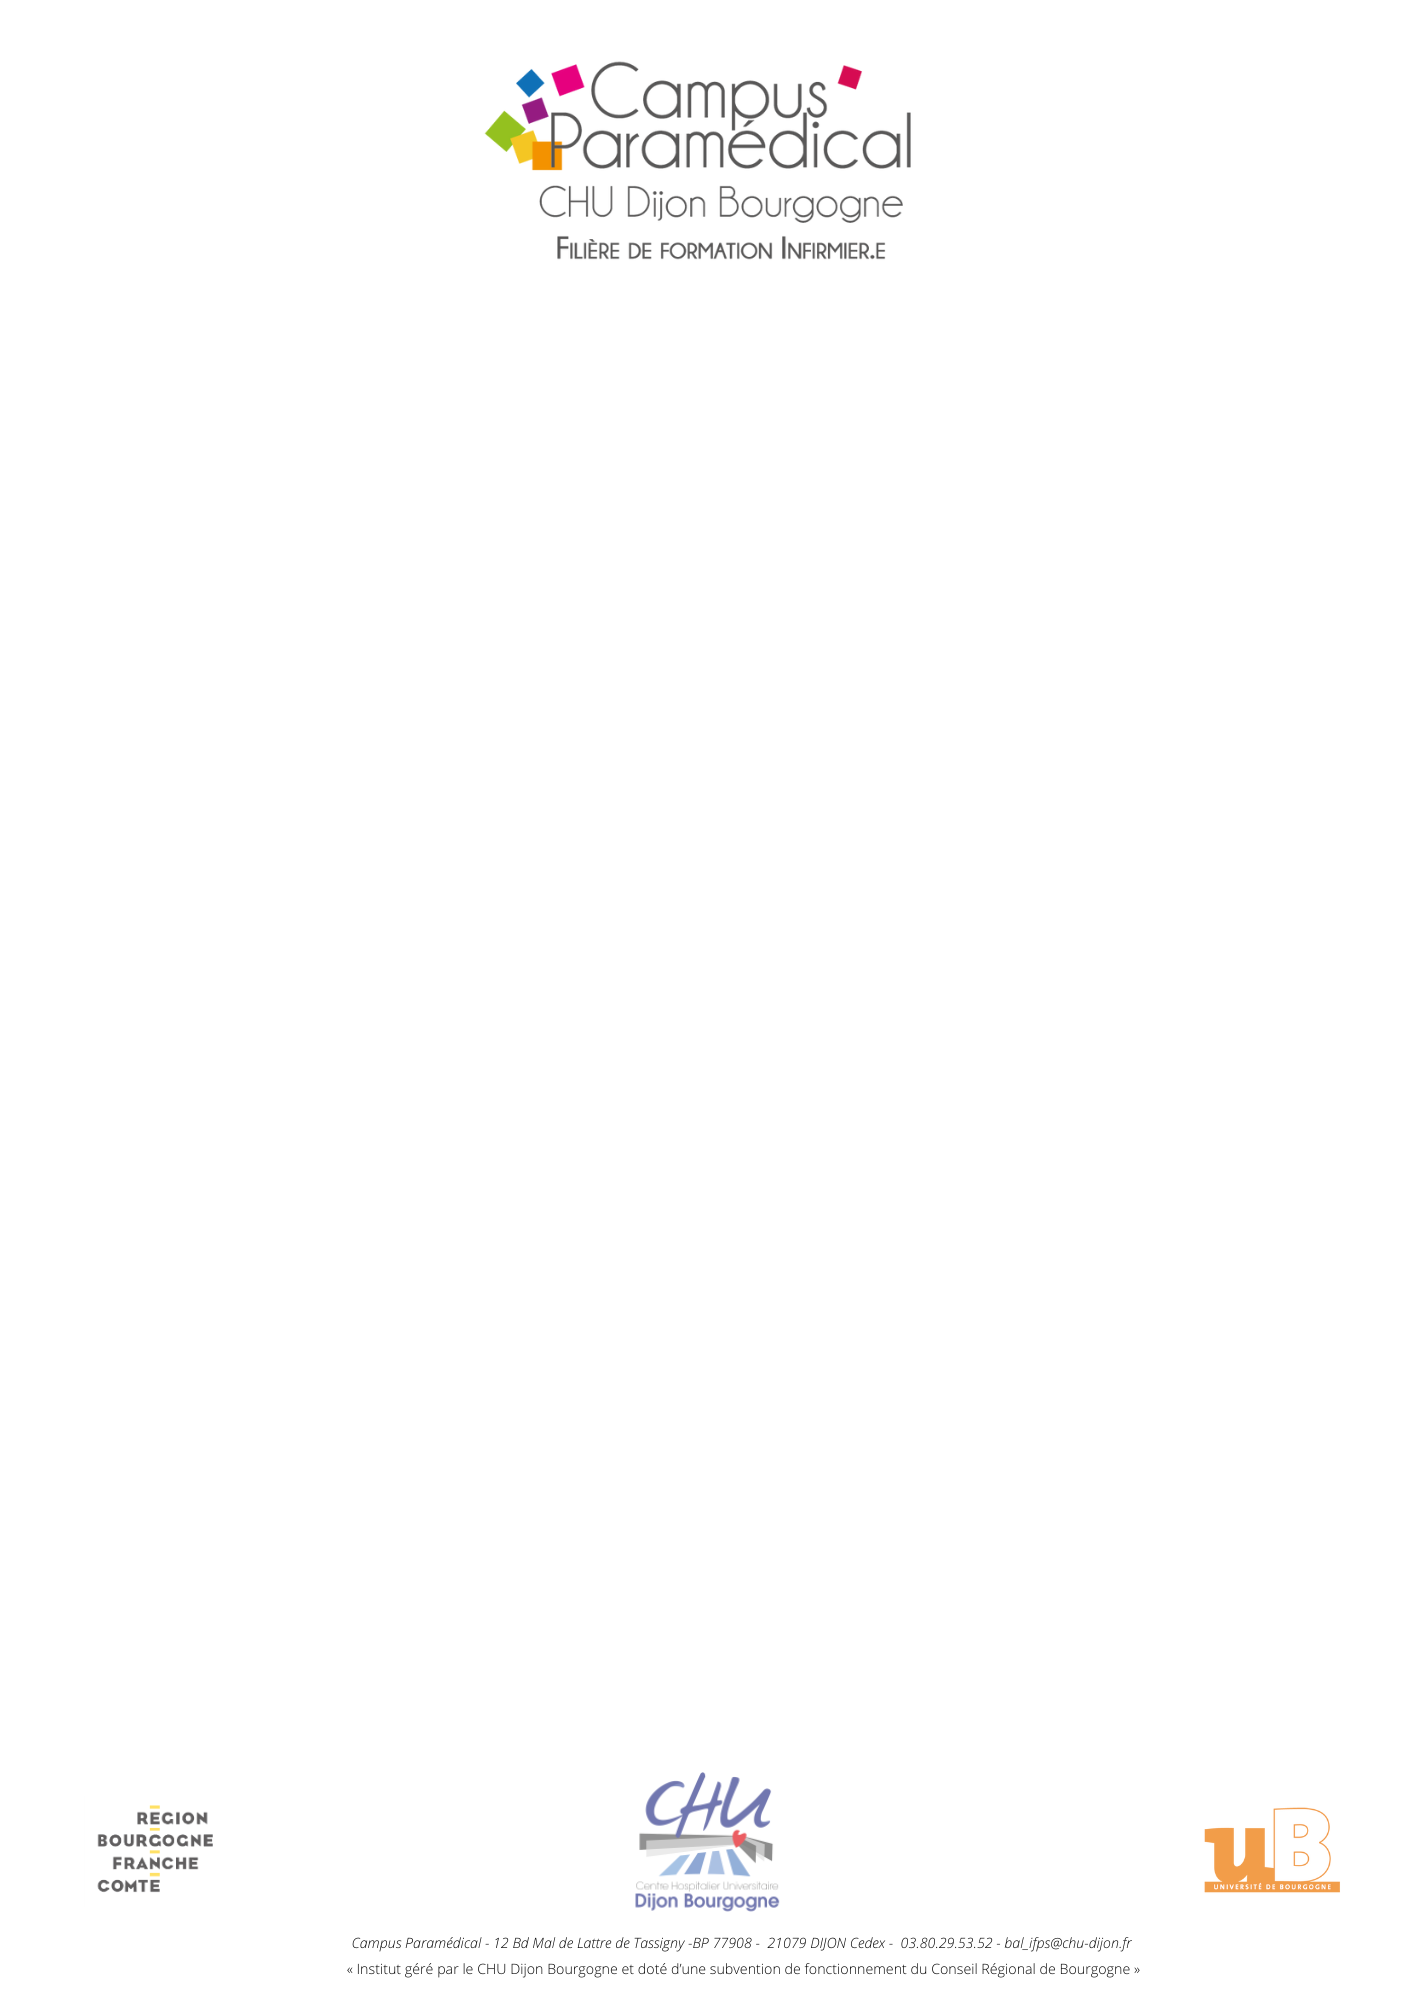 Campus
Paramédical
CHU Dijon Bourgogne
FILIÈRE DE FORMATION INFIRMIER.E
RÉGION
BOURGOGNE
FRANCHE
COMTÉ
CHU
Centre Hospitalier Universitaire
Dijon Bourgogne
uB
UNIVERSITÉ DE BOURGOGNE
Campus Paramédical - 12 Bd Mal de Lattre de Tassigny -BP 77908 - 21079 DIJON Cedex - 03.80.29.53.52 - bal_ifps@chu-dijon.fr
« Institut géré par le CHU Dijon Bourgogne et doté d'une subvention de fonctionnement du Conseil Régional de Bourgogne »